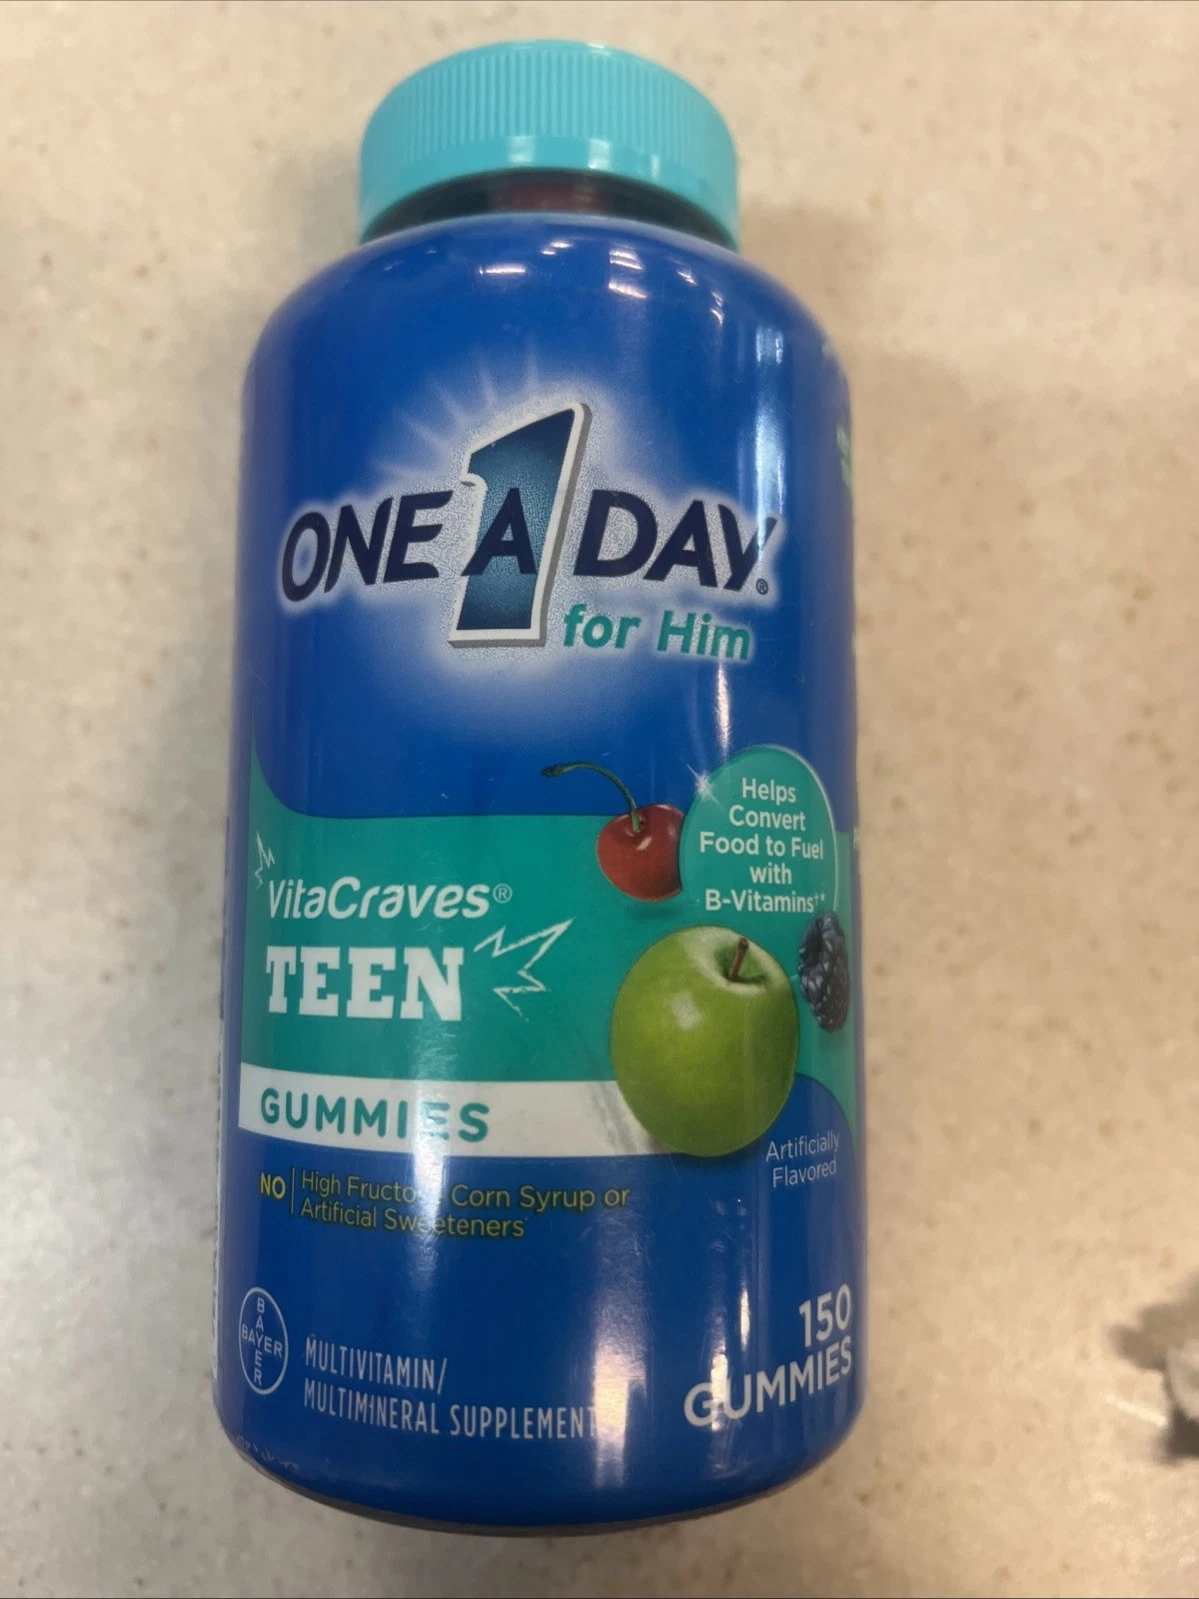 ONE A DAY®
for Him
Helps
Convert
Food to Fuel
with
B-Vitamins†*
VitaCraves®
TEEN
GUMMIES
Artificially
Flavored
NO High Fructose Corn Syrup or
Artificial Sweeteners
BAYER
BAYER
MULTIVITAMIN/
MULTIMINERAL SUPPLEMENT
150
GUMMIES